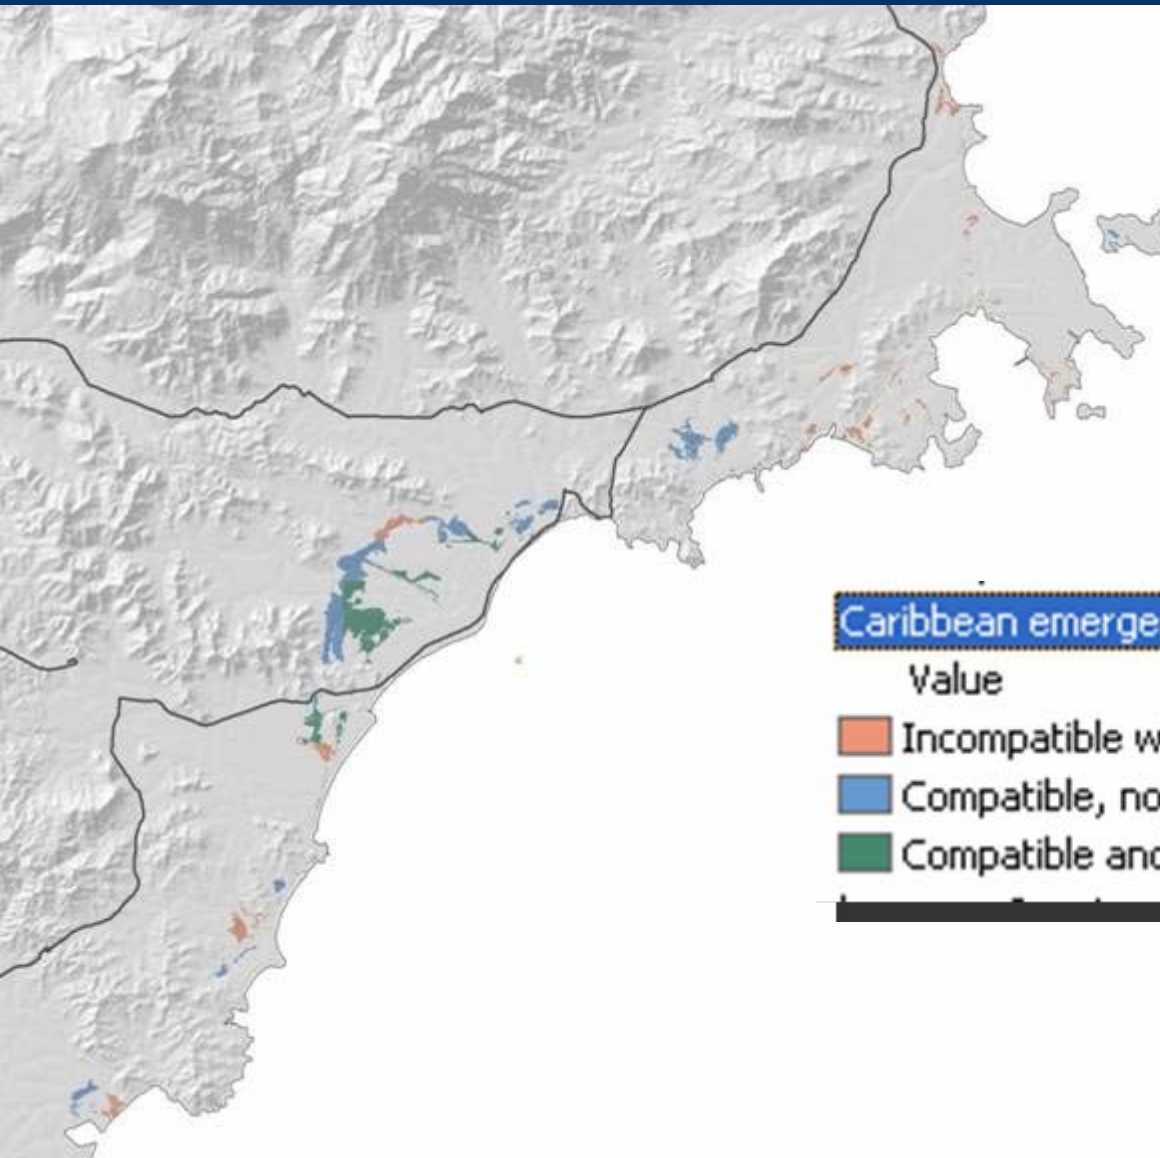 Caribbean emerge
Value
Incompatible w
Compatible, no
Compatible and